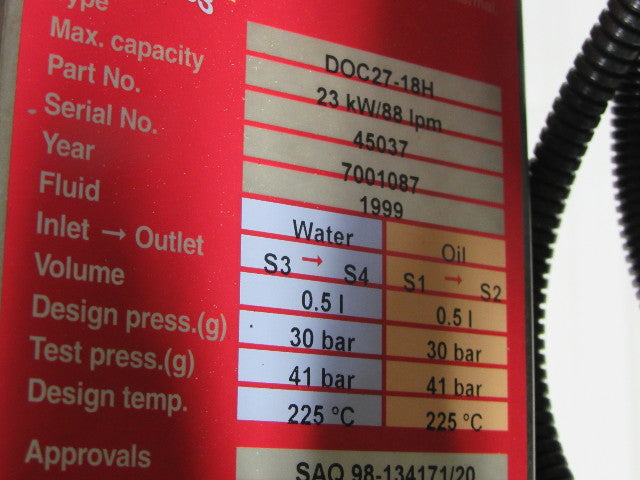 Type DOC27-18H
Max. capacity 23 kW/88 lpm
Part No. 45037
Serial No. 7001087
Year 1999
Fluid Water Oil
Inlet → Outlet S3 → S4 S1 → S2
Volume 0.5 l 0.5 l
Design press.(g) 30 bar 30 bar
Test press.(g) 41 bar 41 bar
Design temp. 225 °C 225 °C
Approvals SAQ 98-134171/20